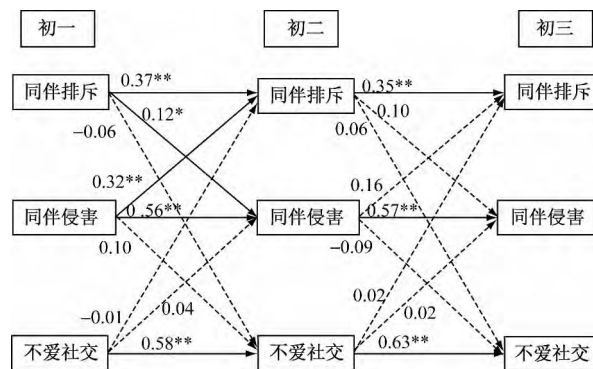 初一 初二 初三
同伴排斥 0.37** 同伴排斥 0.35** 同伴排斥
0.12* 0.10
−0.06 0.06
0.32** 0.16
同伴侵害 0.56** 同伴侵害 0.57** 同伴侵害
0.10 −0.09
−0.01 0.04 0.02 0.02
不爱社交 0.58** 不爱社交 0.63** 不爱社交